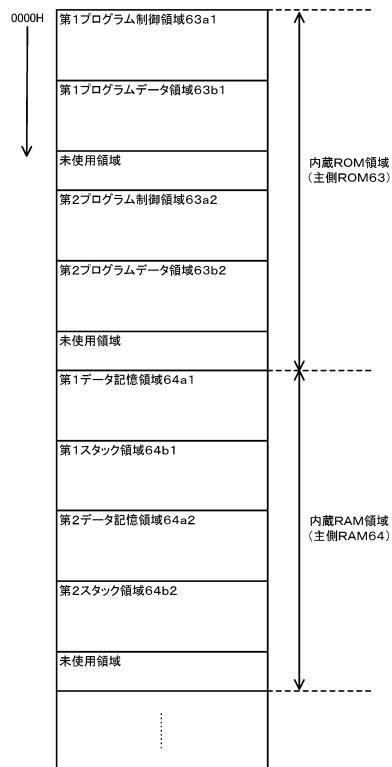 0000H
第1プログラム制御領域63a1
第1プログラムデータ領域63b1
未使用領域
第2プログラム制御領域63a2
第2プログラムデータ領域63b2
未使用領域
内蔵ROM領域
(主側ROM63)
第1データ記憶領域64a1
第1スタック領域64b1
第2データ記憶領域64a2
第2スタック領域64b2
未使用領域
内蔵RAM領域
(主側RAM64)